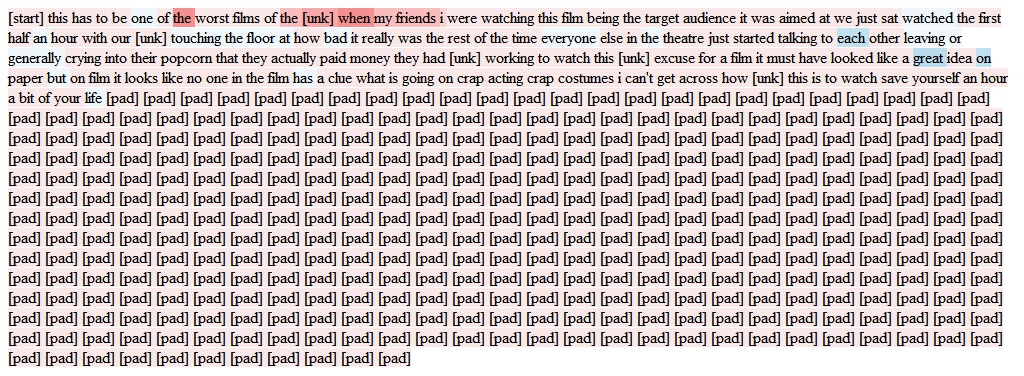 [start] this has to be one of the worst films of the [unk] when my friends i were watching this film being the target audience it was aimed at we just sat watched the first
half an hour with our [unk] touching the floor at how bad it really was the rest of the time everyone else in the theatre just started talking to each other leaving or
generally crying into their popcorn that they actually paid money they had [unk] working to watch this [unk] excuse for a film it must have looked like a great idea on
paper but on film it looks like no one in the film has a clue what is going on crap acting crap costumes i can't get across how [unk] this is to watch save yourself an hour
a bit of your life [pad] [pad] [pad] [pad] [pad] [pad] [pad] [pad] [pad] [pad] [pad] [pad] [pad] [pad] [pad] [pad] [pad] [pad] [pad] [pad] [pad] [pad] [pad] [pad]
[pad] [pad] [pad] [pad] [pad] [pad] [pad] [pad] [pad] [pad] [pad] [pad] [pad] [pad] [pad] [pad] [pad] [pad] [pad] [pad] [pad] [pad] [pad] [pad] [pad] [pad] [pad]
[pad] [pad] [pad] [pad] [pad] [pad] [pad] [pad] [pad] [pad] [pad] [pad] [pad] [pad] [pad] [pad] [pad] [pad] [pad] [pad] [pad] [pad] [pad] [pad] [pad] [pad] [pad]
[pad] [pad] [pad] [pad] [pad] [pad] [pad] [pad] [pad] [pad] [pad] [pad] [pad] [pad] [pad] [pad] [pad] [pad] [pad] [pad] [pad] [pad] [pad] [pad] [pad] [pad] [pad]
[pad] [pad] [pad] [pad] [pad] [pad] [pad] [pad] [pad] [pad] [pad] [pad] [pad] [pad] [pad] [pad] [pad] [pad] [pad] [pad] [pad] [pad] [pad] [pad] [pad] [pad] [pad]
[pad] [pad] [pad] [pad] [pad] [pad] [pad] [pad] [pad] [pad] [pad] [pad] [pad] [pad] [pad] [pad] [pad] [pad] [pad] [pad] [pad] [pad] [pad] [pad] [pad] [pad] [pad]
[pad] [pad] [pad] [pad] [pad] [pad] [pad] [pad] [pad] [pad] [pad] [pad] [pad] [pad] [pad] [pad] [pad] [pad] [pad] [pad] [pad] [pad] [pad] [pad] [pad] [pad] [pad]
[pad] [pad] [pad] [pad] [pad] [pad] [pad] [pad] [pad] [pad] [pad] [pad] [pad] [pad] [pad] [pad] [pad] [pad] [pad] [pad] [pad] [pad] [pad] [pad] [pad] [pad] [pad]
[pad] [pad] [pad] [pad] [pad] [pad] [pad] [pad] [pad] [pad] [pad] [pad] [pad] [pad] [pad] [pad] [pad] [pad] [pad] [pad] [pad] [pad] [pad] [pad] [pad] [pad] [pad]
[pad] [pad] [pad] [pad] [pad] [pad] [pad] [pad] [pad] [pad] [pad] [pad] [pad] [pad] [pad] [pad] [pad] [pad] [pad] [pad] [pad] [pad] [pad] [pad] [pad] [pad] [pad]
[pad] [pad] [pad] [pad] [pad] [pad] [pad] [pad] [pad] [pad] [pad] [pad] [pad] [pad] [pad] [pad] [pad] [pad] [pad] [pad] [pad] [pad] [pad] [pad] [pad] [pad] [pad]
[pad] [pad] [pad] [pad] [pad] [pad] [pad] [pad] [pad] [pad] [pad] [pad] [pad] [pad] [pad] [pad] [pad] [pad] [pad] [pad] [pad] [pad] [pad] [pad] [pad] [pad] [pad]
[pad] [pad] [pad] [pad] [pad] [pad] [pad] [pad] [pad] [pad] [pad] [pad] [pad] [pad] [pad] [pad] [pad] [pad] [pad] [pad] [pad] [pad] [pad] [pad] [pad] [pad] [pad]
[pad] [pad] [pad] [pad] [pad] [pad] [pad] [pad] [pad] [pad] [pad]